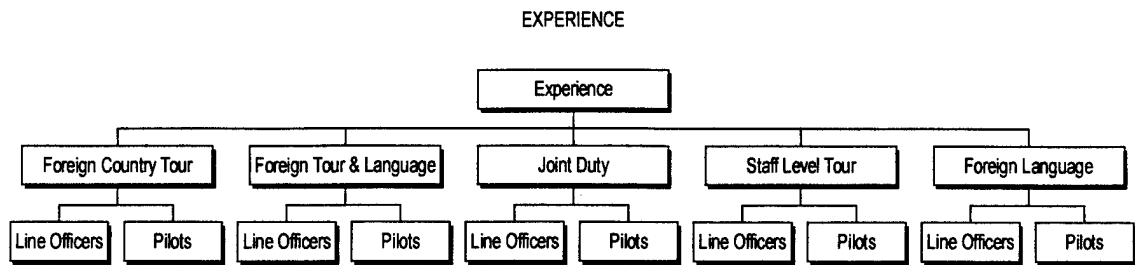 EXPERIENCE
Experience
Foreign Country Tour Foreign Tour & Language Joint Duty Staff Level Tour Foreign Language
Line Officers Pilots Line Officers Pilots Line Officers Pilots Line Officers Pilots Line Officers Pilots